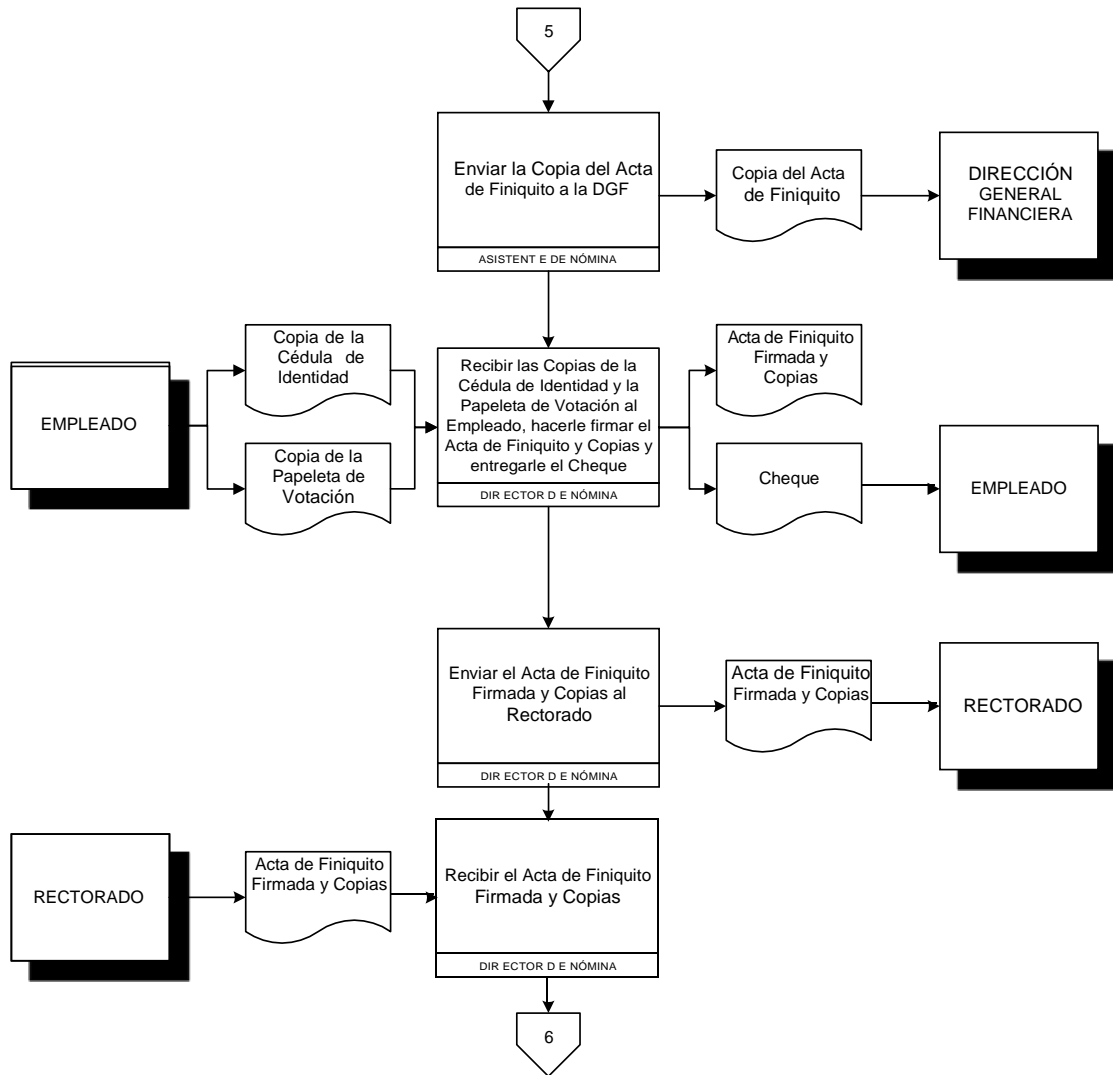 5
Enviar la Copia del Acta
de Finiquito a la DGF
ASISTENT E DE NÓMINA
Copia del Acta
de Finiquito
DIRECCIÓN
GENERAL
FINANCIERA
EMPLEADO
Copia de la
Cédula de
Identidad
Copia de la
Papeleta de
Votación
Recibir las Copias de la
Cédula de Identidad y la
Papeleta de Votación al
Empleado, hacerle firmar el
Acta de Finiquito y Copias y
entregarle el Cheque
DIR ECTOR D E NÓMINA
Acta de Finiquito
Firmada y
Copias
Cheque
EMPLEADO
Enviar el Acta de Finiquito
Firmada y Copias al
Rectorado
DIR ECTOR D E NÓMINA
Acta de Finiquito
Firmada y Copias
RECTORADO
RECTORADO
Acta de Finiquito
Firmada y Copias
Recibir el Acta de Finiquito
Firmada y Copias
DIR ECTOR D E NÓMINA
6